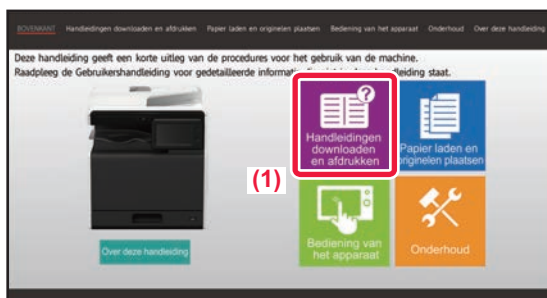 BOVENKANT Handleidingen downloaden en afdrukken Papier laden en originelen plaatsen Bediening van het apparaat Onderhoud Over deze handleiding
Deze handleiding geeft een korte uitleg van de procedures voor het gebruik van de machine.
Raadpleeg de Gebruikershandleiding voor gedetailleerde staat.
Handleidingen
downloaden
en afdrukken
Papier laden en
originelen plaatsen
(1)
Bediening van
het apparaat
Onderhoud
Over deze handleiding